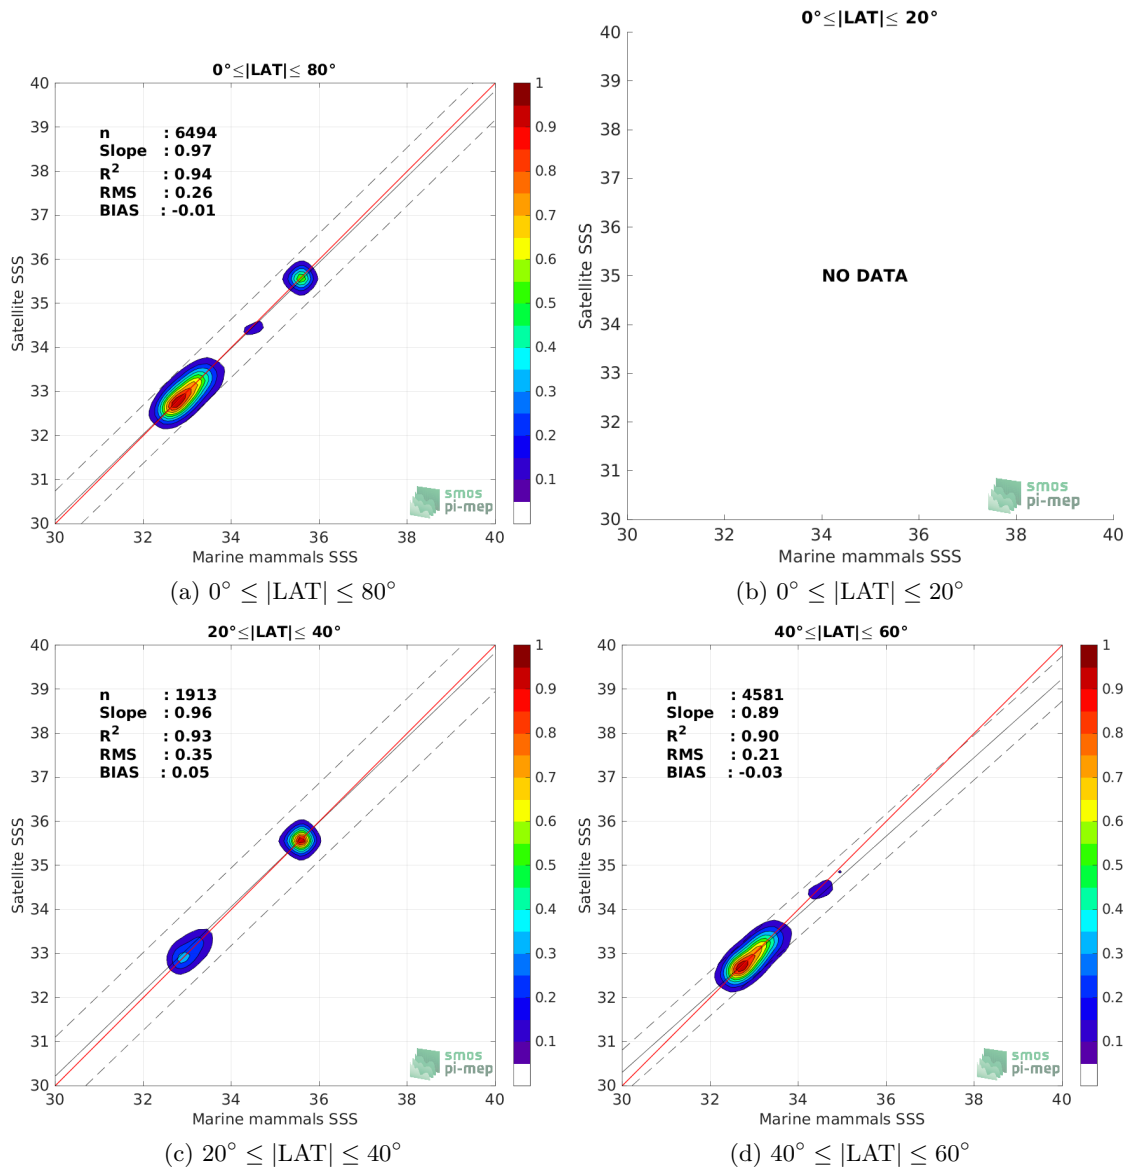 0°≤|LAT|≤ 80°
40
39
38
37
36
35
34
33
32
31
30
Satellite SSS
n : 6494
Slope : 0.97
R² : 0.94
RMS : 0.26
BIAS : -0.01
smos
pi-mep
30 32 34 36 38 40
Marine mammals SSS
1
0.9
0.8
0.7
0.6
0.5
0.4
0.3
0.2
0.1
(a) 0° ≤ |LAT| ≤ 80°
0°≤|LAT|≤ 20°
40
39
38
37
36
35
34
33
32
31
30
Satellite SSS
NO DATA
smos
pi-mep
30 32 34 36 38 40
Marine mammals SSS
(b) 0° ≤ |LAT| ≤ 20°
20°≤|LAT|≤ 40°
40
39
38
37
36
35
34
33
32
31
30
Satellite SSS
n : 1913
Slope : 0.96
R² : 0.93
RMS : 0.35
BIAS : 0.05
smos
pi-mep
30 32 34 36 38 40
Marine mammals SSS
1
0.9
0.8
0.7
0.6
0.5
0.4
0.3
0.2
0.1
(c) 20° ≤ |LAT| ≤ 40°
40°≤|LAT|≤ 60°
40
39
38
37
36
35
34
33
32
31
30
Satellite SSS
n : 4581
Slope : 0.89
R² : 0.90
RMS : 0.21
BIAS : -0.03
smos
pi-mep
30 32 34 36 38 40
Marine mammals SSS
1
0.9
0.8
0.7
0.6
0.5
0.4
0.3
0.2
0.1
(d) 40° ≤ |LAT| ≤ 60°